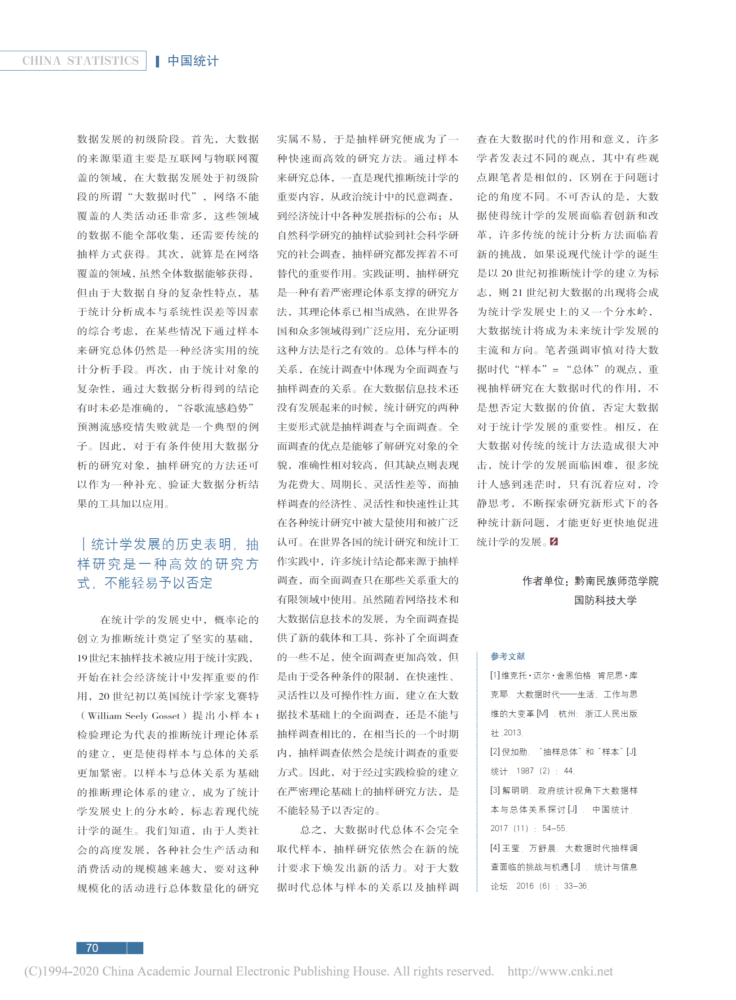 CHINA STATISTICS
中国统计
数据发展的初级阶段。首先，大数据
的来源渠道主要是互联网与物联网覆
盖的领域，在大数据发展处于初级阶
段的所谓“大数据时代”，网络不能
覆盖的人类活动还非常多，这些领域
的数据不能全部收集，还需要传统的
抽样方式获得。其次，就算是在网络
覆盖的领域，虽然全体数据能够获得，
但由于大数据自身的复杂性特点，基
于统计分析成本与系统性误差等因素
的综合考虑，在某些情况下通过样本
来研究总体仍然是一种经济实用的统
计分析手段。再次，由于统计对象的
复杂性，通过大数据分析得到的结论
有时未必是准确的，“谷歌流感趋势”
预测流感疫情失败就是一个典型的例
子。因此，对于有条件使用大数据分
析的研究对象，抽样研究的方法还可
以作为一种补充、验证大数据分析结
果的工具加以应用。
｜统计学发展的历史表明，抽
样研究是一种高效的研究方
式，不能轻易予以否定
在统计学的发展史中，概率论的
创立为推断统计奠定了坚实的基础，
19世纪末抽样技术被应用于统计实践，
开始在社会经济统计中发挥重要的作
用，20世纪初以英国统计学家戈赛特
（William Seely Gosset）提出小样本t
检验理论为代表的推断统计理论体系
的建立，更是使得样本与总体的关系
更加紧密。以样本与总体关系为基础
的推断理论体系的建立，成为了统计
学发展史上的分水岭，标志着现代统
计学的诞生。我们知道，由于人类社
会的高度发展，各种社会生产活动和
消费活动的规模越来越大，要对这种
规模化的活动进行总体数量化的研究
实属不易，于是抽样研究便成为了一
种快速而高效的研究方法。通过样本
来研究总体，一直是现代推断统计学的
重要内容，从政治统计中的民意调查，
到经济统计中各种发展指标的公布；从
自然科学研究的抽样试验到社会科学研
究的社会调查，抽样研究都发挥着不可
替代的重要作用。实践证明，抽样研究
是一种有着严密理论体系支撑的研究方
法，其理论体系已相当成熟，在世界各
国和众多领域得到广泛应用，充分证明
这种方法是行之有效的。总体与样本的
关系，在统计调查中体现为全面调查与
抽样调查的关系。在大数据信息技术还
没有发展起来的时候，统计研究的两种
主要形式就是抽样调查与全面调查。全
面调查的优点是能够了解研究对象的全
貌，准确性相对较高，但其缺点则表现
为花费大、周期长、灵活性差等，而抽
样调查的经济性、灵活性和快速性让其
在各种统计研究中被大量使用和被广泛
认可。在世界各国的统计研究和统计工
作实践中，许多统计结论都来源于抽样
调查，而全面调查只在那些关系重大的
有限领域中使用。虽然随着网络技术和
大数据信息技术的发展，为全面调查提
供了新的载体和工具，弥补了全面调查
的一些不足，使全面调查更加高效，但
是由于受各种条件的限制，在快速性、
灵活性以及可操作性方面，建立在大数
据技术基础上的全面调查，还是不能与
抽样调查相比的，在相当长的一个时期
内，抽样调查依然会是统计调查的重要
方式。因此，对于经过实践检验的建立
在严密理论基础上的抽样研究方法，是
不能轻易予以否定的。
总之，大数据时代总体不会完全
取代样本，抽样研究依然会在新的统
计要求下焕发出新的活力。对于大数
据时代总体与样本的关系以及抽样调
查在大数据时代的作用和意义，许多
学者发表过不同的观点，其中有些观
点跟笔者是相似的，区别在于问题讨
论的角度不同。不可否认的是，大数
据使得统计学的发展面临着创新和改
革，许多传统的统计分析方法面临着
新的挑战，如果说现代统计学的诞生
是以20世纪初推断统计学的建立为标
志，则21世纪初大数据的出现将会成
为统计学发展史上的又一个分水岭，
大数据统计将成为未来统计学发展的
主流和方向。笔者强调审慎对待大数
据时代“样本”=“总体”的观点，重
视抽样研究在大数据时代的作用，不
是想否定大数据的价值，否定大数据
对于统计学发展的重要性。相反，在
大数据对传统的统计方法造成很大冲
击，统计学的发展面临困难，很多统
计人感到迷茫时，只有沉着应对，冷
静思考，不断探索研究新形式下的各
种统计新问题，才能更好更快地促进
统计学的发展。
作者单位：黔南民族师范学院
国防科技大学
参考文献
[1]维克托·迈尔·舍恩伯格．肯尼思·库
克耶．大数据时代——生活、工作与思
维的大变革[M]．杭州：浙江人民出版
社.2013.
[2]倪加勋．“抽样总体”和“样本”[J].
统计．1987（2）：44.
[3]解明明．政府统计视角下大数据样
本与总体关系探讨[J]．中国统计．
2017（11）：54-55.
[4]王莹．万舒晨．大数据时代抽样调
查面临的挑战与机遇[J]．统计与信息
论坛．2016（6）：33-36.
70
(C)1994-2020 China Academic Journal Electronic Publishing House. All rights reserved. http://www.cnki.net